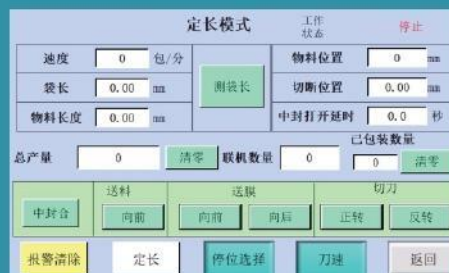 定长模式 工作状态 停止
速度 0 包/分 物料位置 0 mm
袋长 0.00 mm 测袋长 切断位置 0.00 mm
物料长度 0.00 mm 中封打开延时 0.0 秒
已包装数量
总产量 0 清零 联机数量 0 0 清零
送料 送膜 切刀
中封合 向前 向前 向后 正转 反转
报警清除 定长 停位选择 刀速 返回